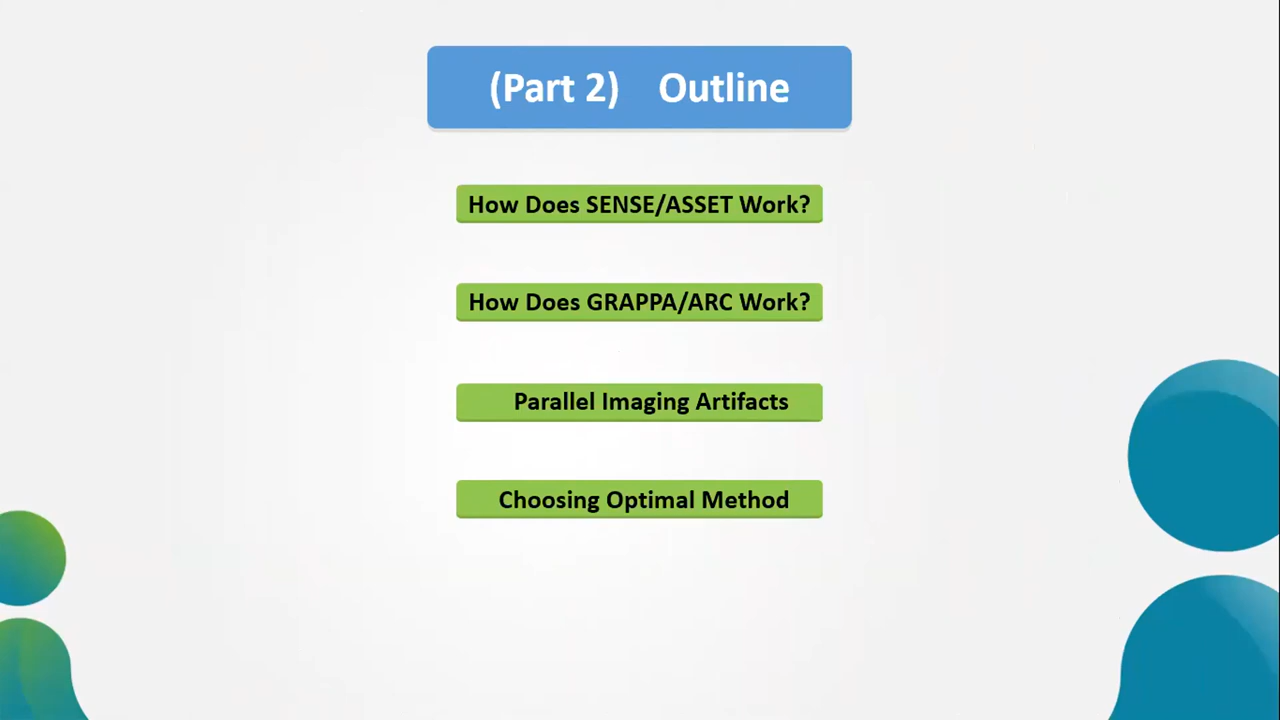 (Part 2) Outline
How Does SENSE/ASSET Work?
How Does GRAPPA/ARC Work?
Parallel Imaging Artifacts
Choosing Optimal Method